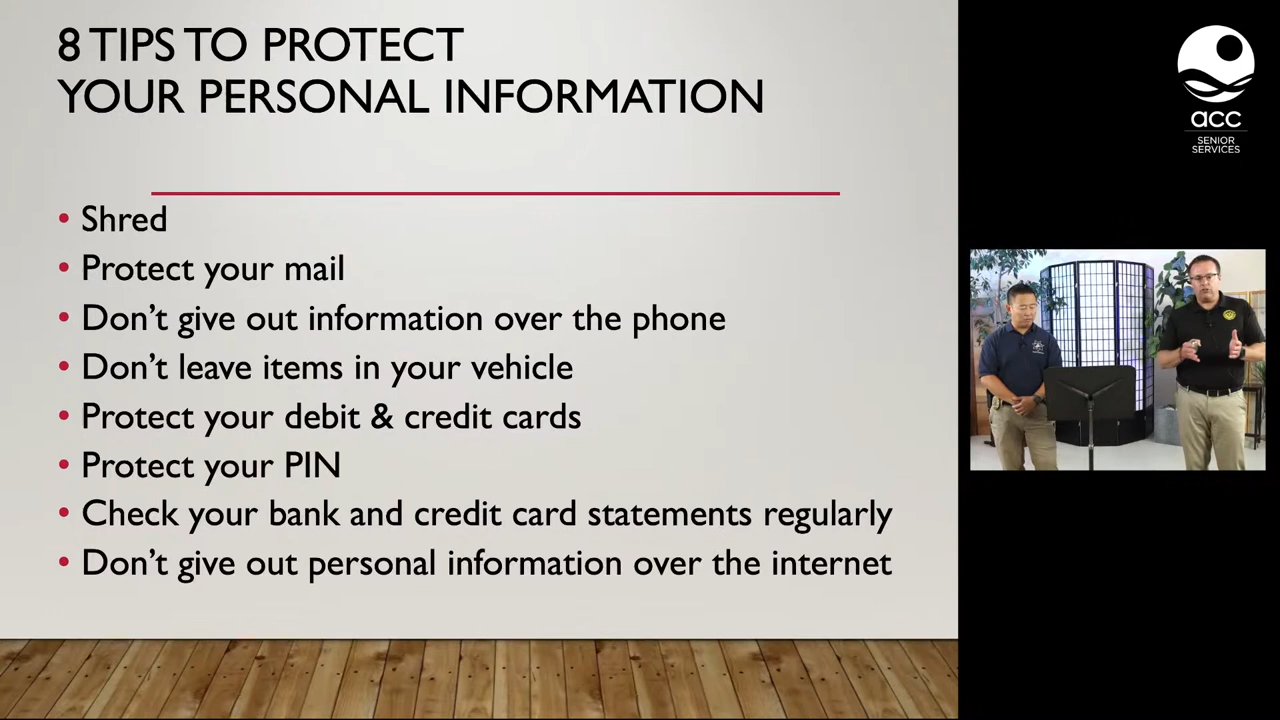 8 TIPS TO PROTECT
YOUR PERSONAL INFORMATION
• Shred
• Protect your mail
• Don’t give out information over the phone
• Don’t leave items in your vehicle
• Protect your debit & credit cards
• Protect your PIN
• Check your bank and credit card statements regularly
• Don’t give out personal information over the internet
acc
SENIOR
SERVICES